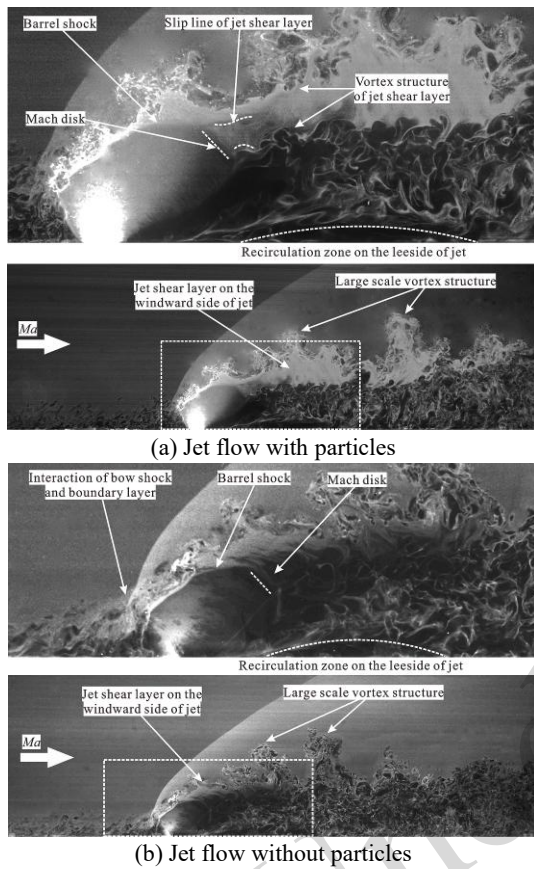 Barrel shock
Slip line of jet shear layer
Mach disk
Vortex structure
of jet shear layer
Recirculation zone on the leeside of jet
Jet shear layer on the
windward side of jet
Large scale vortex structure
Ma
(a) Jet flow with particles
Interaction of bow shock
and boundary layer
Barrel shock
Mach disk
Recirculation zone on the leeside of jet
Jet shear layer on the
windward side of jet
Large scale vortex structure
Ma
(b) Jet flow without particles